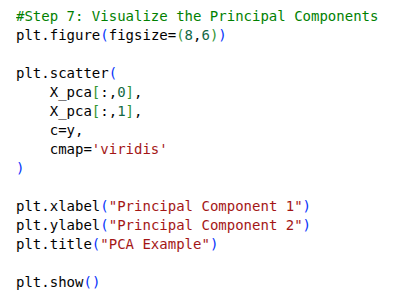 #Step 7: Visualize the Principal Components
plt.figure(figsize=(8,6))
plt.scatter(
    X_pca[:,0],
    X_pca[:,1],
    c=y,
    cmap='viridis'
)
plt.xlabel("Principal Component 1")
plt.ylabel("Principal Component 2")
plt.title("PCA Example")
plt.show()